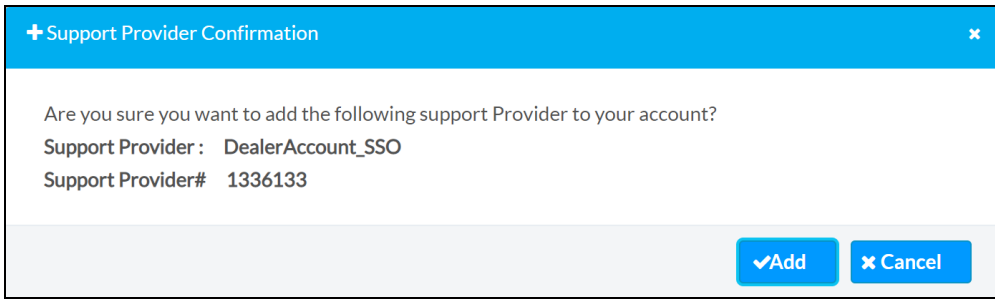 Support Provider Confirmation
Are you sure you want to add the following support Provider to your account?
Support Provider : DealerAccount_SSO
Support Provider# 1336133
Add
Cancel